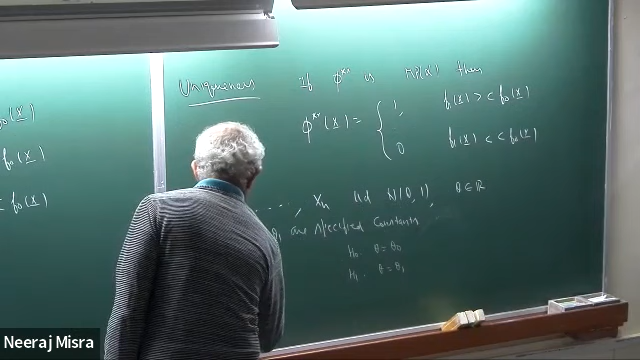 f₀(x)
f₀(x)
f₀(x)
Uniqueness If φ** is MP(α) then
φ**(x) = { 1, f₁(x) > c f₀(x)
0 f₁(x) < c f₀(x)
....., Xₙ iid N(θ, 1), θ ∈ ℝ
are specified constants
H₀: θ = θ₀
H₁: θ = θ₁
Neeraj Misra